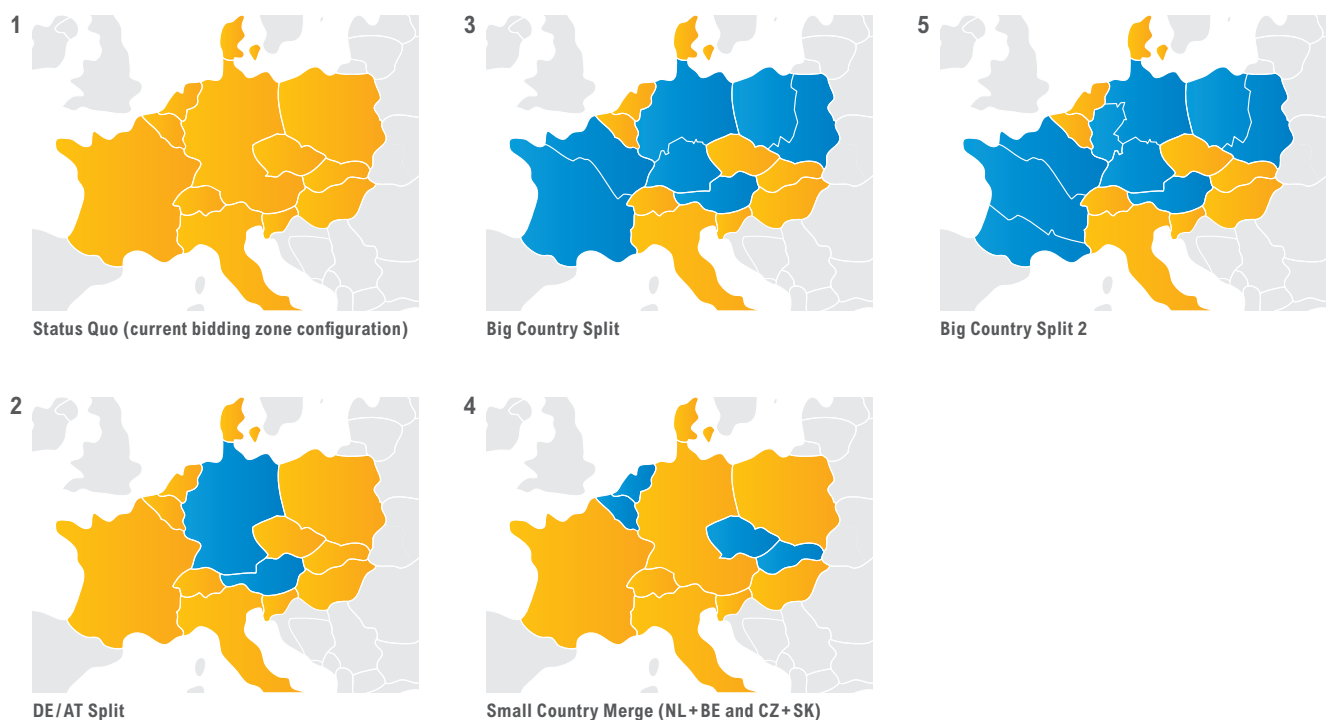 1
Status Quo (current bidding zone configuration)
3
Big Country Split
5
Big Country Split 2
2
DE/AT Split
4
Small Country Merge (NL+BE and CZ+SK)